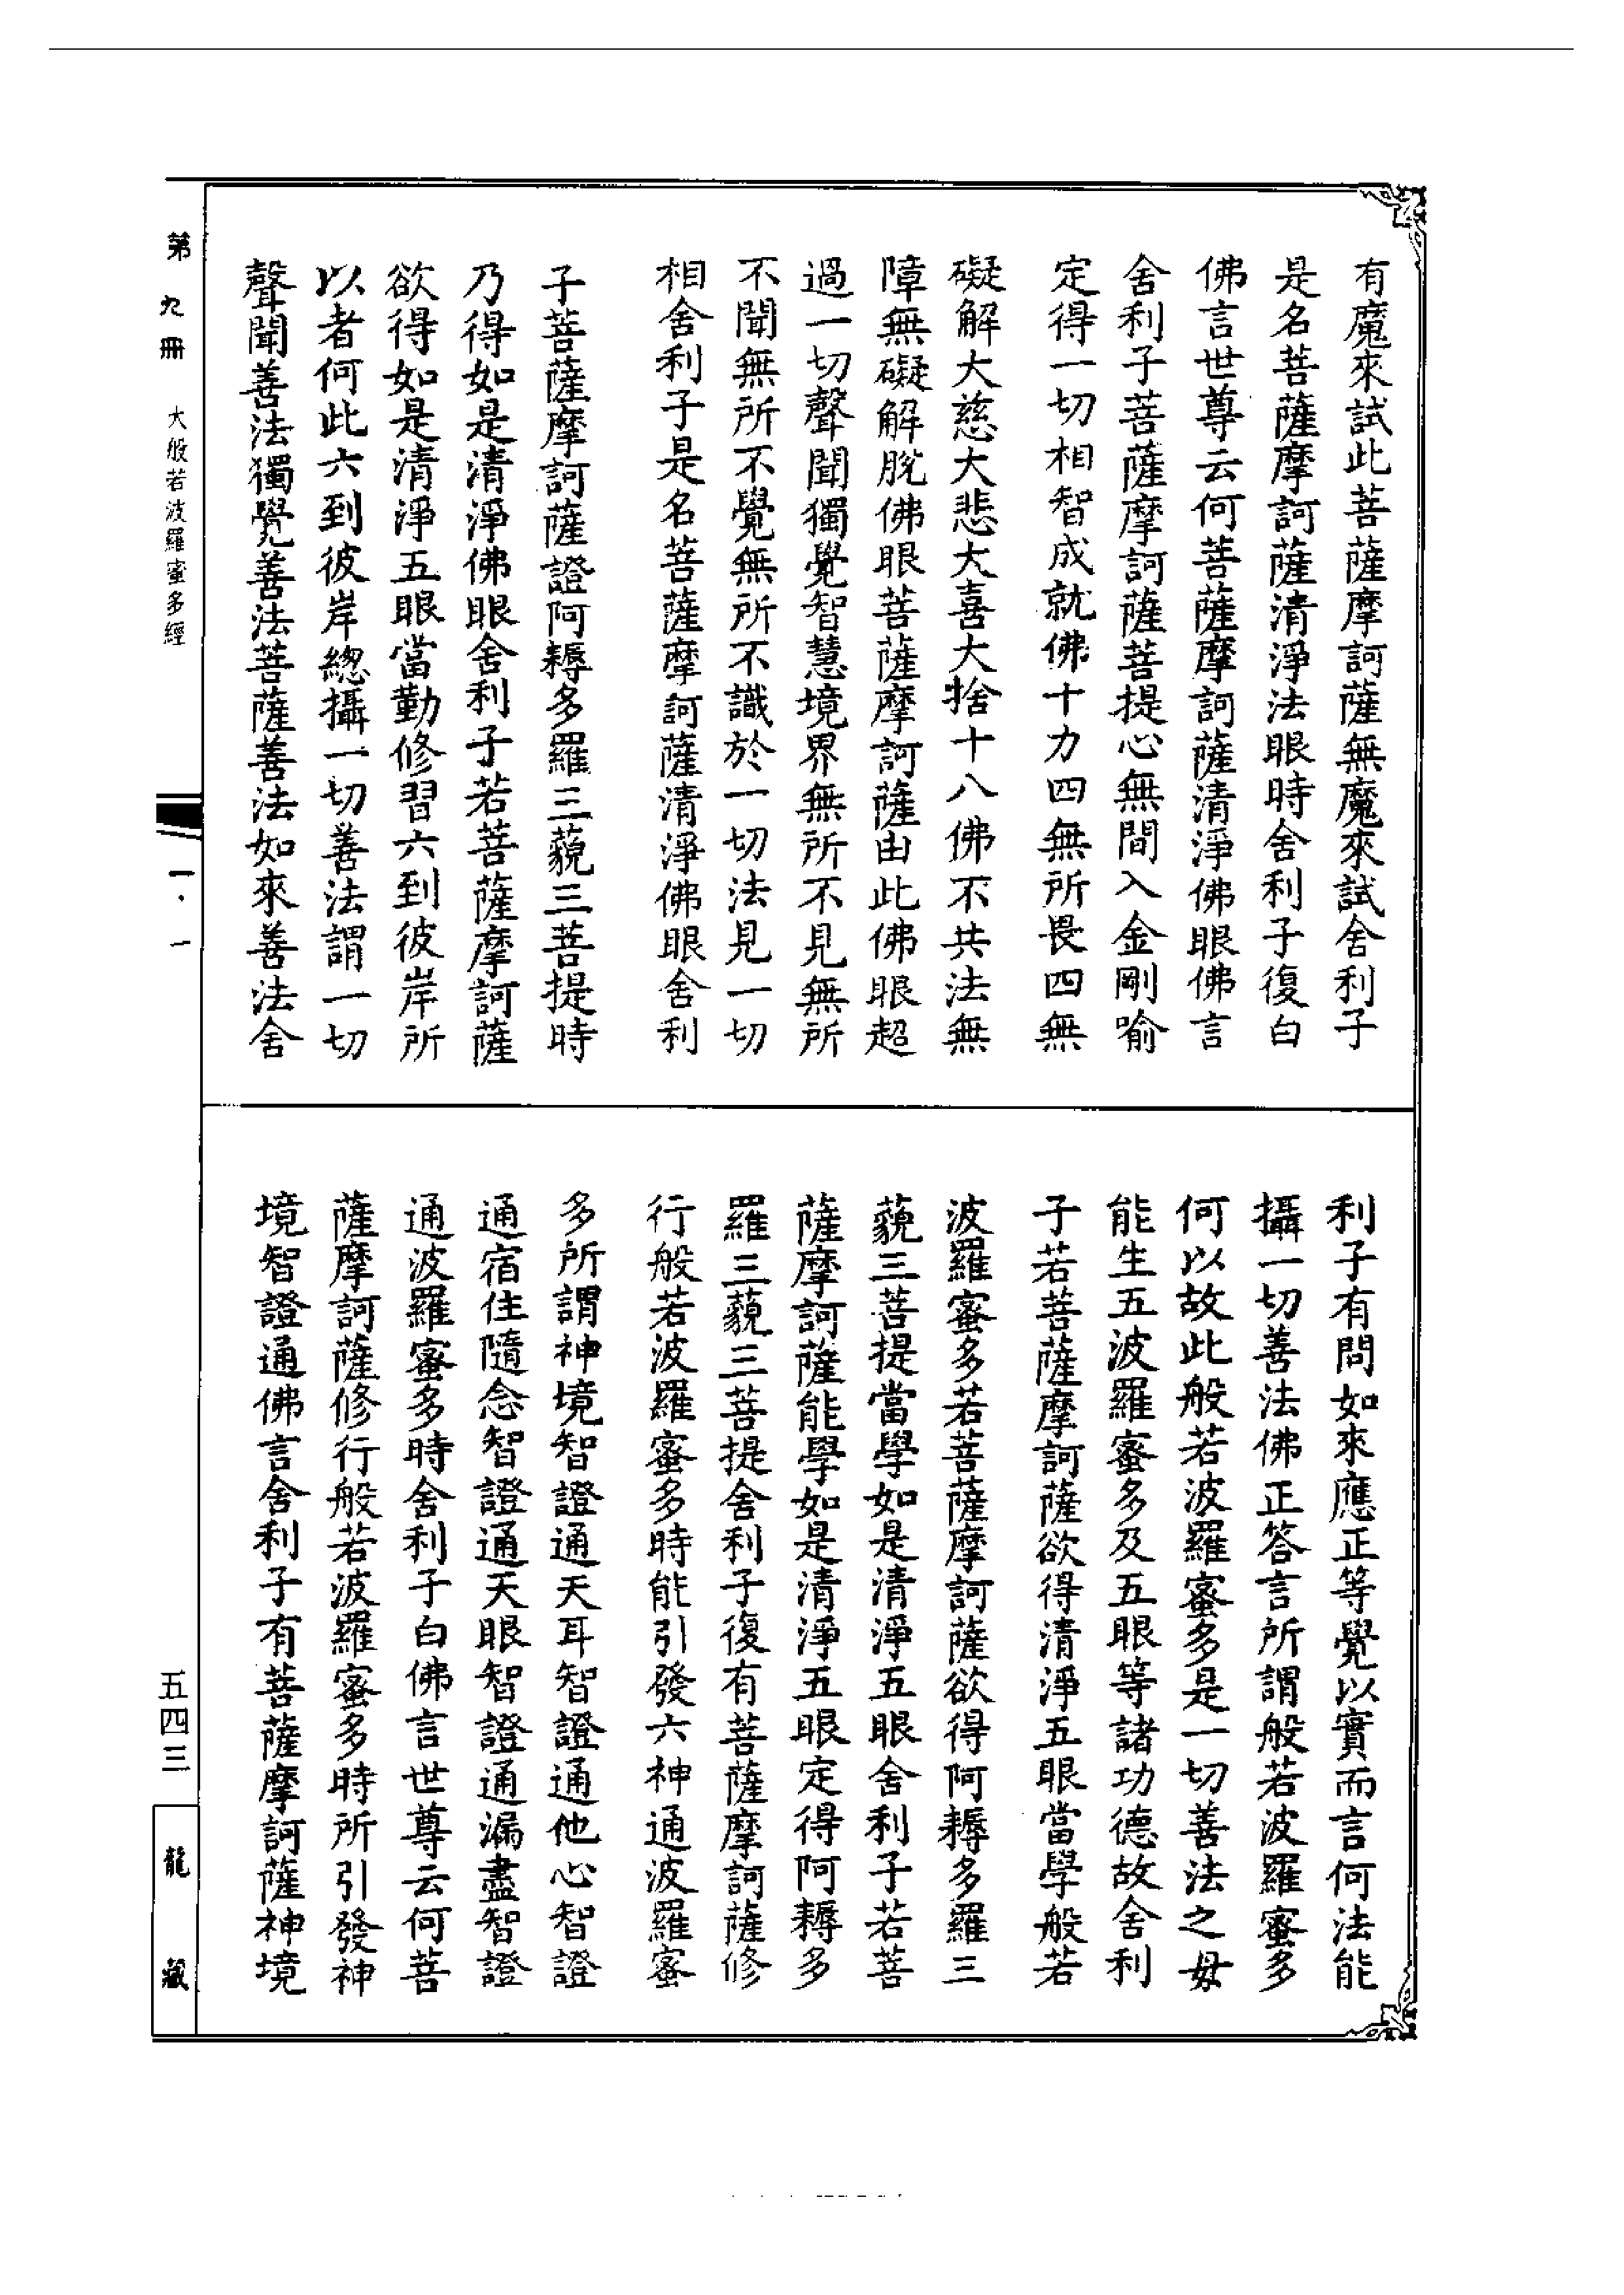 有魔來試此菩薩摩訶薩無魔來試舍利子
是名菩薩摩訶薩清淨法眼時舍利子復白
佛言世尊云何菩薩摩訶薩清淨佛眼佛言
舍利子菩薩摩訶薩菩提心無間入金剛喻
定得一切相智成就佛十力四無所畏四無
礙解大慈大悲大喜大捨十八佛不共法無
障無礙解脫佛眼菩薩摩訶薩由此佛眼超
過一切聲聞獨覺智慧境界無所不見無所
不聞無所不覺無所不識於一切法見一切
相舍利子是名菩薩摩訶薩清淨佛眼舍利
子菩薩摩訶薩證阿耨多羅三藐三菩提時
乃得如是清淨佛眼舍利子若菩薩摩訶薩
欲得如是清淨五眼當勤修習六到彼岸所
以者何此六到彼岸總攝一切善法謂一切
聲聞善法獨覺善法菩薩善法如來善法舍
利子有問如來應正等覺以實而言何法能
攝一切善法佛正答言所謂般若波羅蜜多
何以故此般若波羅蜜多是一切善法之母
能生五波羅蜜多及五眼等諸功德故舍利
子若菩薩摩訶薩欲得清淨五眼當學般若
波羅蜜多若菩薩摩訶薩欲得阿耨多羅三
藐三菩提當學如是清淨五眼舍利子若菩
薩摩訶薩能學如是清淨五眼定得阿耨多
羅三藐三菩提舍利子復有菩薩摩訶薩修
行般若波羅蜜多時能引發六神通波羅蜜
多所謂神境智證通天耳智證通他心智證
通宿住隨念智證通天眼智證通漏盡智證
通波羅蜜多時舍利子白佛言世尊云何菩
薩摩訶薩修行般若波羅蜜多時所引發神
境智證通佛言舍利子有菩薩摩訶薩神境
第九冊 大般若波羅蜜多經
一·一
五四三
龍藏